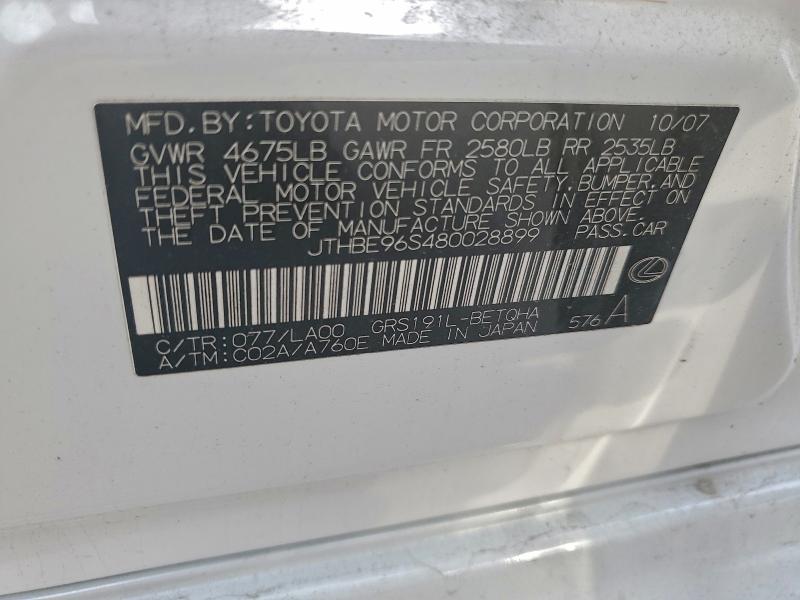 MFD. BY: TOYOTA MOTOR CORPORATION 10/07
GVWR 4675LB GAWR FR 2580LB RR 2535LB
THIS VEHICLE CONFORMS TO ALL APPLICABLE
FEDERAL MOTOR VEHICLE SAFETY, BUMPER, AND
THEFT PREVENTION STANDARDS IN EFFECT ON
THE DATE OF MANUFACTURE SHOWN ABOVE.
JTHBE96S480028899 PASS. CAR
C/TR: 077/LA00 GRS191L-BETQHA
A/TM: C02A/A760E MADE IN JAPAN 576 A